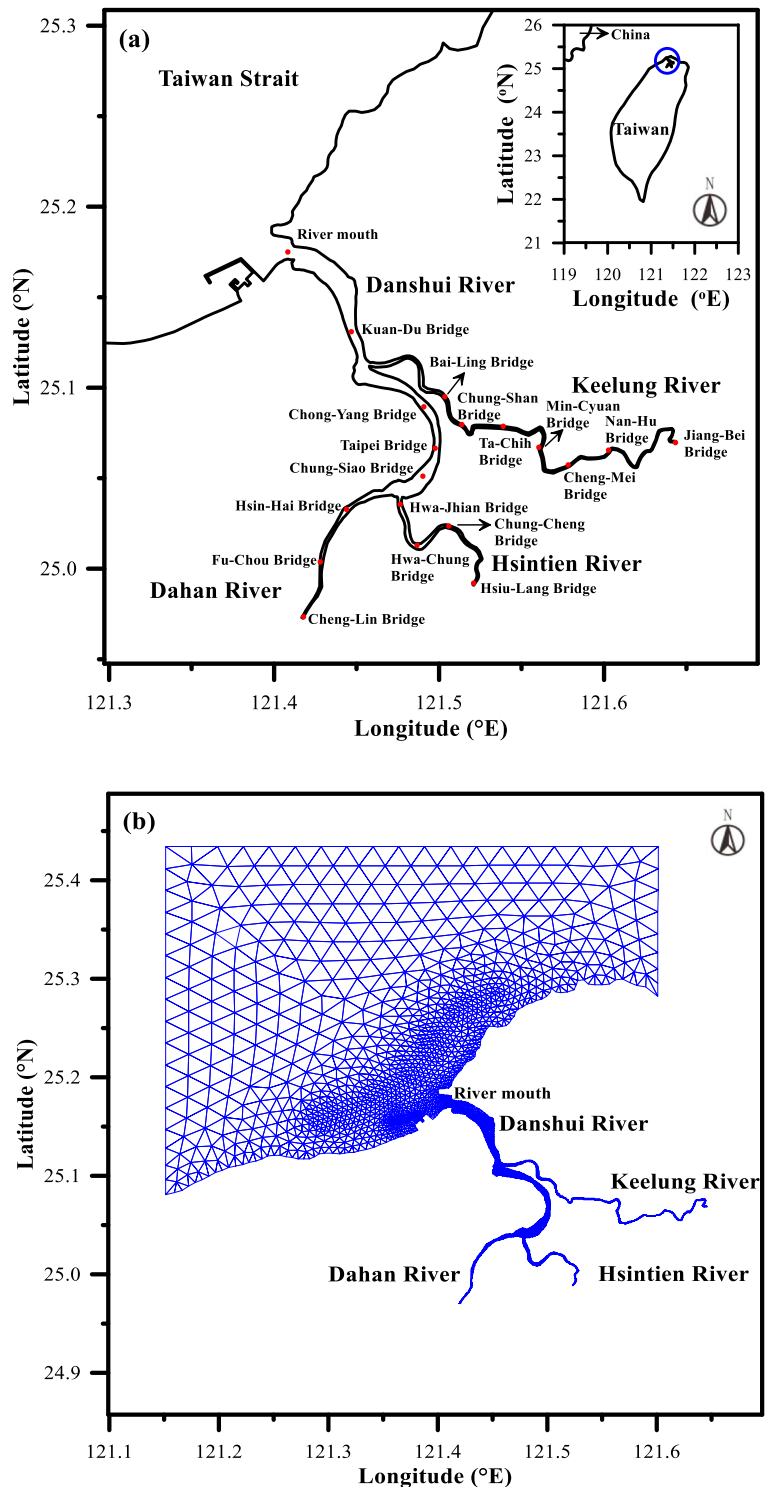 (a)
25.3
25.2
25.1
25.0
Latitude (°N)
Taiwan Strait
River mouth
Danshui River
Kuan-Du Bridge
Bai-Ling Bridge
Keelung River
Chung-Shan
Bridge
Min-Cyuan
Bridge
Nan-Hu
Bridge
Jiang-Bei
Bridge
Chong-Yang Bridge
Ta-Chih
Bridge
Taipei Bridge
Cheng-Mei
Bridge
Chung-Siao Bridge
Hsin-Hai Bridge
Hwa-Jhian Bridge
Chung-Cheng
Bridge
Fu-Chou Bridge
Hwa-Chung
Bridge
Hsintien River
Dahan River
Hsiu-Lang Bridge
Cheng-Lin Bridge
121.3
121.4
121.5
121.6
Longitude (°E)
26
25
24
23
22
21
Latitude (°N)
China
Taiwan
N
119
120
121
122
123
Longitude (°E)
(b)
N
25.4
25.3
25.2
25.1
25.0
24.9
Latitude (°N)
River mouth
Danshui River
Keelung River
Dahan River
Hsintien River
121.1
121.2
121.3
121.4
121.5
121.6
Longitude (°E)